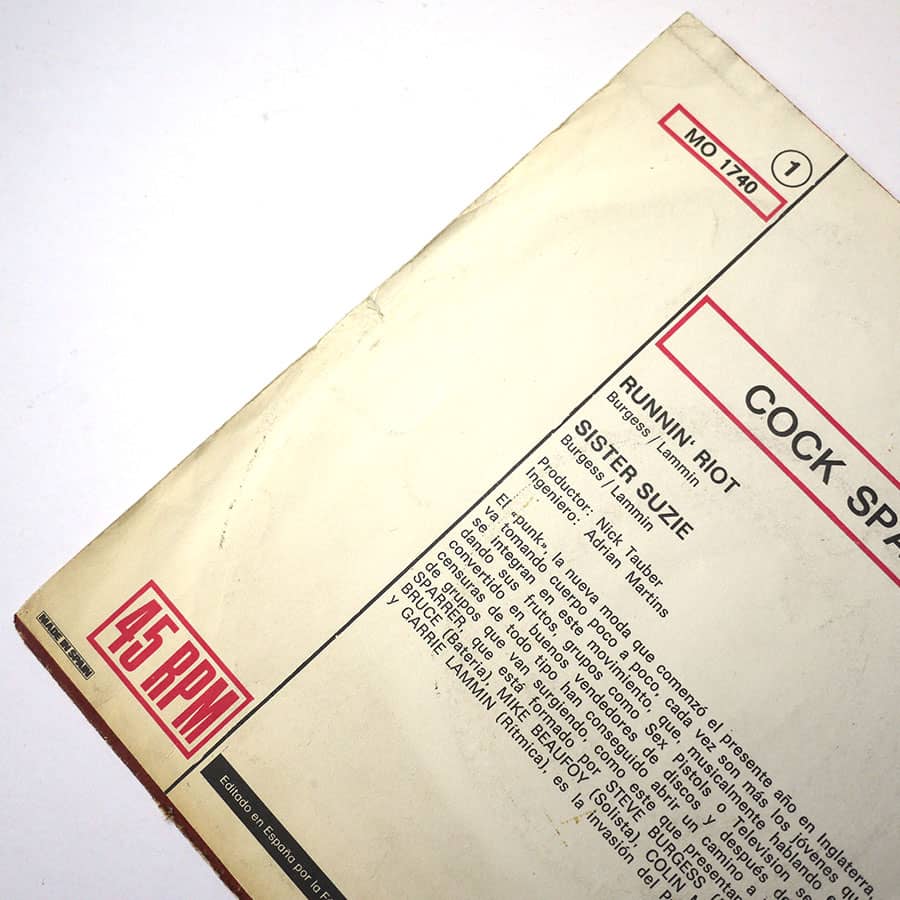 MO 1740
1
COCK SPA
RUNNIN' RIOT
Burgess / Lammin
SISTER SUZIE
Burgess / Lammin
Productor: Nick Tauber
Ingeniero: Adrian Martins
El «punk», la nueva moda que comenzó el presente año en Inglaterra,
va tomando cuerpo poco a poco, cada vez son más los jóvenes qu
se integran en este movimiento, que, musicalmente hablando e
dando sus frutos, grupos como Sex Pistols o Television se
convertido en buenos vendedores de discos y después de
censuras de todo tipo han conseguido abrir un camino a
de grupos que van surgiendo, como este que presentan
SPARRER, que está formado por STEVE BURGESS (
BRUCE (Batería), MIKE BEAUFOY (Solista), COLIN M
y GARRIE LAMMIN (Rítmica), es la invasión del P
45 RPM
MADE IN SPAIN
Editado en España por la F